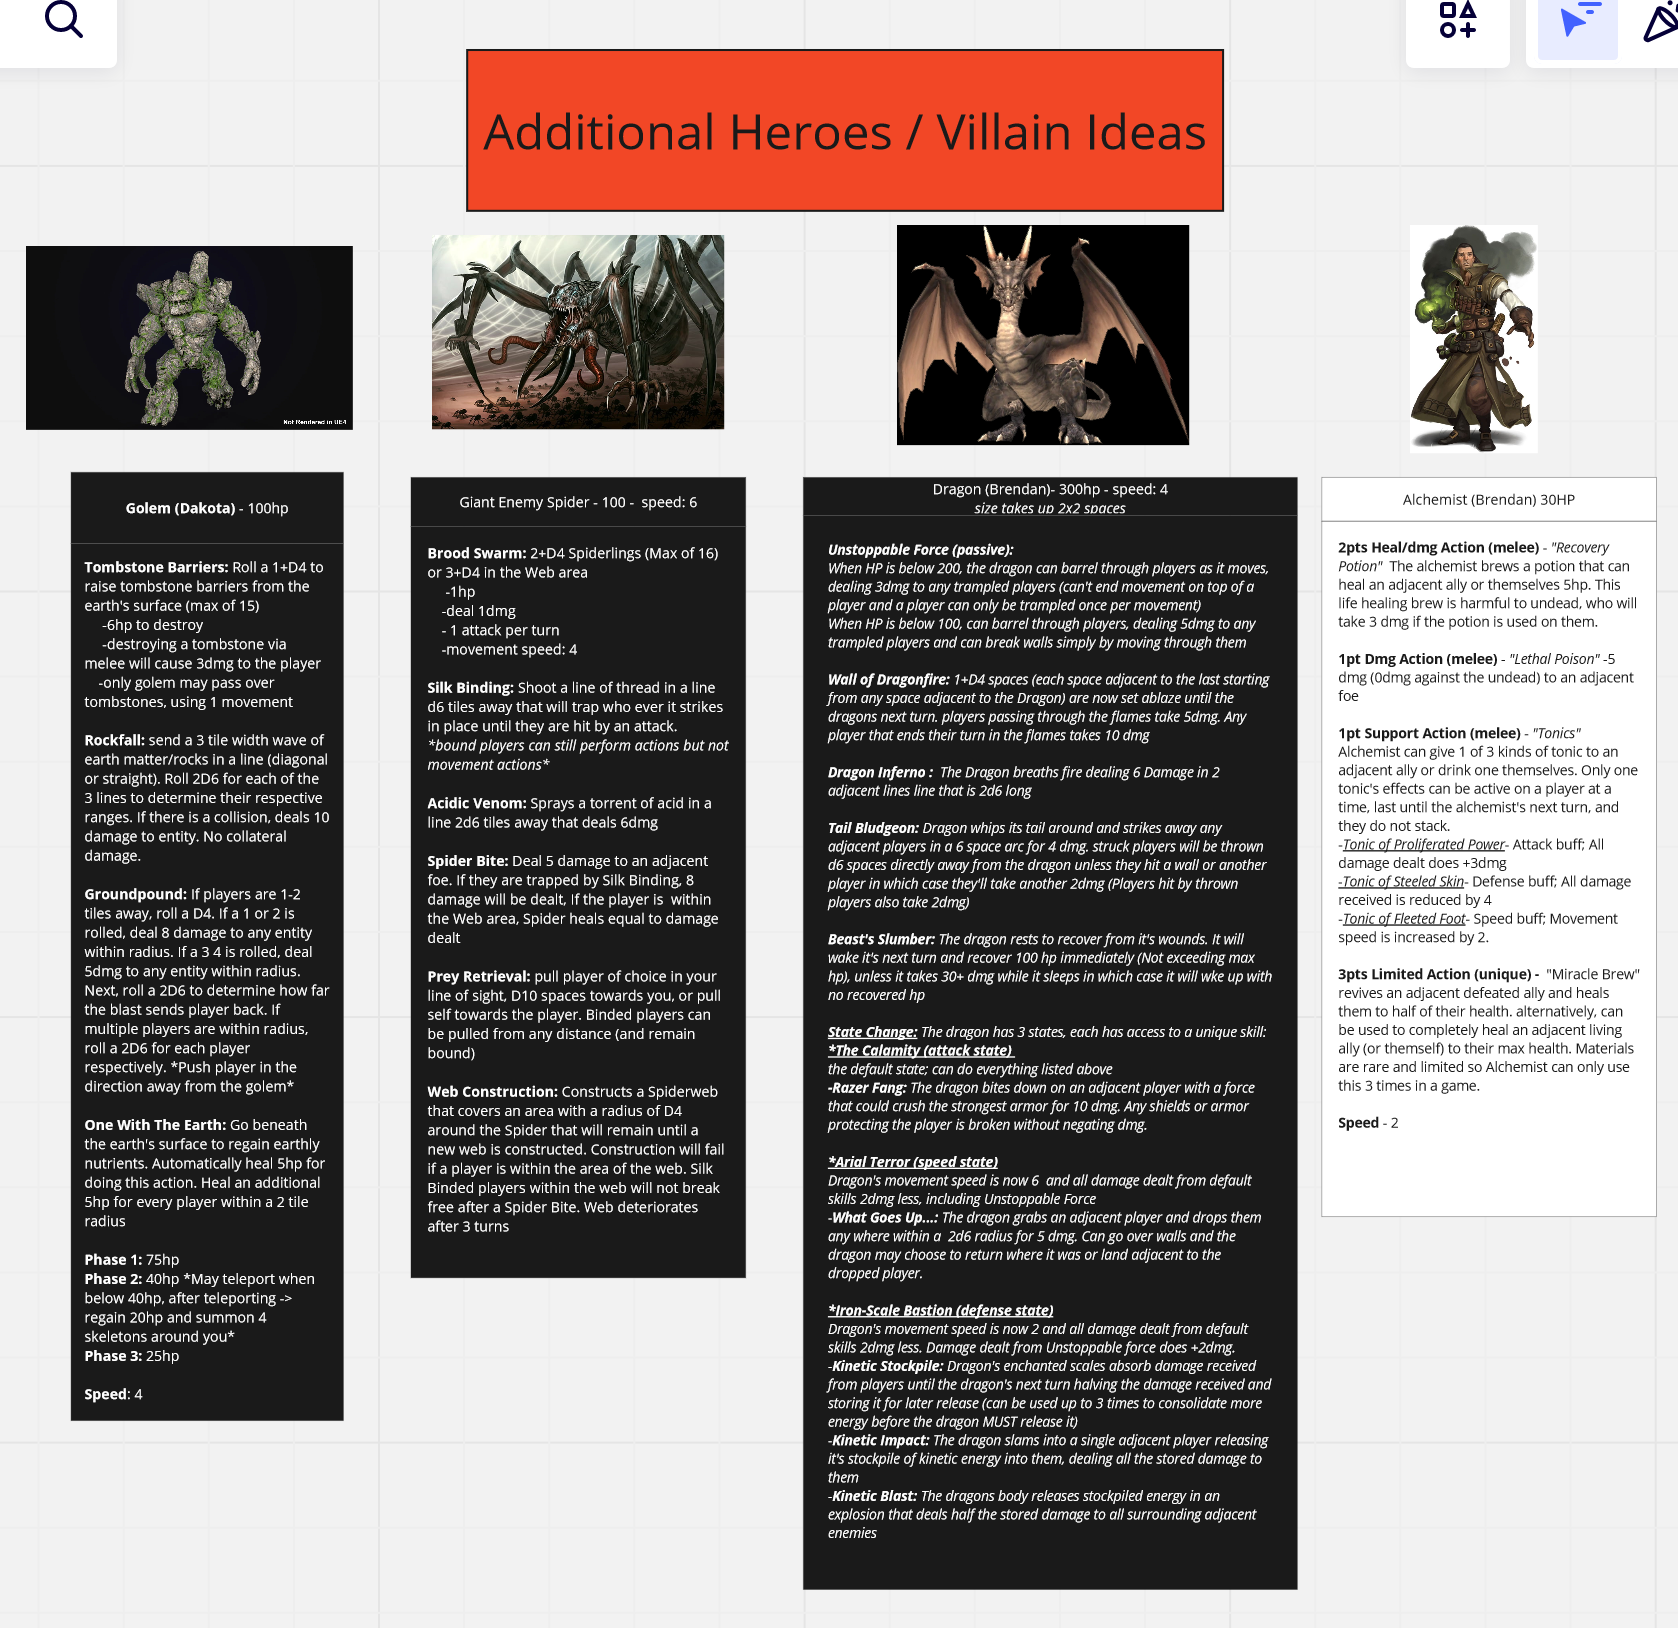 Additional Heroes / Villain Ideas
Not Rendered in UE4
Golem (Dakota) - 100hp
Tombstone Barriers: Roll a 1+D4 to
raise tombstone barriers from the
earth's surface (max of 15)
-6hp to destroy
-destroying a tombstone via
melee will cause 3dmg to the player
-only golem may pass over
tombstones, using 1 movement
Rockfall: send a 3 tile width wave of
earth matter/rocks in a line (diagonal
or straight). Roll 2D6 for each of the
3 lines to determine their respective
ranges. If there is a collision, deals 10
damage to entity. No collateral
damage.
Groundpound: If players are 1-2
tiles away, roll a D4. If a 1 or 2 is
rolled, deal 8 damage to any entity
within radius. If a 3 4 is rolled, deal
5dmg to any entity within radius.
Next, roll a 2D6 to determine how far
the blast sends player back. If
multiple players are within radius,
roll a 2D6 for each player
respectively. *Push player in the
direction away from the golem*
One With The Earth: Go beneath
the earth's surface to regain earthly
nutrients. Automatically heal 5hp for
doing this action. Heal an additional
5hp for every player within a 2 tile
radius
Phase 1: 75hp
Phase 2: 40hp *May teleport when
below 40hp, after teleporting ->
regain 20hp and summon 4
skeletons around you*
Phase 3: 25hp
Speed: 4
Giant Enemy Spider - 100 - speed: 6
Brood Swarm: 2+D4 Spiderlings (Max of 16)
or 3+D4 in the Web area
-1hp
-deal 1dmg
- 1 attack per turn
-movement speed: 4
Silk Binding: Shoot a line of thread in a line
d6 tiles away that will trap who ever it strikes
in place until they are hit by an attack.
*bound players can still perform actions but not
movement actions*
Acidic Venom: Sprays a torrent of acid in a
line 2d6 tiles away that deals 6dmg
Spider Bite: Deal 5 damage to an adjacent
foe. If they are trapped by Silk Binding, 8
damage will be dealt, If the player is within
the Web area, Spider heals equal to damage
dealt
Prey Retrieval: pull player of choice in your
line of sight, D10 spaces towards you, or pull
self towards the player. Binded players can
be pulled from any distance (and remain
bound)
Web Construction: Constructs a Spiderweb
that covers an area with a radius of D4
around the Spider that will remain until a
new web is constructed. Construction will fail
if a player is within the area of the web. Silk
Binded players within the web will not break
free after a Spider Bite. Web deteriorates
after 3 turns
Dragon (Brendan)- 300hp - speed: 4
size takes up 2x2 spaces
Unstoppable Force (passive):
When HP is below 200, the dragon can barrel through players as it moves,
dealing 3dmg to any trampled players (can't end movement on top of a
player and a player can only be trampled once per movement)
When HP is below 100, can barrel through players, dealing 5dmg to any
trampled players and can break walls simply by moving through them
Wall of Dragonfire: 1+D4 spaces (each space adjacent to the last starting
from any space adjacent to the Dragon) are now set ablaze until the
dragons next turn. players passing through the flames take 5dmg. Any
player that ends their turn in the flames takes 10 dmg
Dragon Inferno : The Dragon breaths fire dealing 6 Damage in 2
adjacent lines line that is 2d6 long
Tail Bludgeon: Dragon whips its tail around and strikes away any
adjacent players in a 6 space arc for 4 dmg. struck players will be thrown
d6 spaces directly away from the dragon unless they hit a wall or another
player in which case they'll take another 2dmg (Players hit by thrown
players also take 2dmg)
Beast's Slumber: The dragon rests to recover from it's wounds. It will
wake it's next turn and recover 100 hp immediately (Not exceeding max
hp), unless it takes 30+ dmg while it sleeps in which case it will wke up with
no recovered hp
State Change: The dragon has 3 states, each has access to a unique skill:
*The Calamity (attack state)
the default state; can do everything listed above
-Razer Fang: The dragon bites down on an adjacent player with a force
that could crush the strongest armor for 10 dmg. Any shields or armor
protecting the player is broken without negating dmg.
*Arial Terror (speed state)
Dragon's movement speed is now 6 and all damage dealt from default
skills 2dmg less, including Unstoppable Force
-What Goes Up...: The dragon grabs an adjacent player and drops them
any where within a 2d6 radius for 5 dmg. Can go over walls and the
dragon may choose to return where it was or land adjacent to the
dropped player.
*Iron-Scale Bastion (defense state)
Dragon's movement speed is now 2 and all damage dealt from default
skills 2dmg less. Damage dealt from Unstoppable force does +2dmg.
-Kinetic Stockpile: Dragon's enchanted scales absorb damage received
from players until the dragon's next turn halving the damage received and
storing it for later release (can be used up to 3 times to consolidate more
energy before the dragon MUST release it)
-Kinetic Impact: The dragon slams into a single adjacent player releasing
it's stockpile of kinetic energy into them, dealing all the stored damage to
them
-Kinetic Blast: The dragons body releases stockpiled energy in an
explosion that deals half the stored damage to all surrounding adjacent
enemies
Alchemist (Brendan) 30HP
2pts Heal/dmg Action (melee) - "Recovery
Potion" The alchemist brews a potion that can
heal an adjacent ally or themselves 5hp. This
life healing brew is harmful to undead, who will
take 3 dmg if the potion is used on them.
1pt Dmg Action (melee) - "Lethal Poison" -5
dmg (0dmg against the undead) to an adjacent
foe
1pt Support Action (melee) - "Tonics"
Alchemist can give 1 of 3 kinds of tonic to an
adjacent ally or drink one themselves. Only one
tonic's effects can be active on a player at a
time, last until the alchemist's next turn, and
they do not stack.
-Tonic of Proliferated Power- Attack buff; All
damage dealt does +3dmg
-Tonic of Steeled Skin- Defense buff; All damage
received is reduced by 4
-Tonic of Fleeted Foot- Speed buff; Movement
speed is increased by 2.
3pts Limited Action (unique) - "Miracle Brew"
revives an adjacent defeated ally and heals
them to half of their health. alternatively, can
be used to completely heal an adjacent living
ally (or themself) to their max health. Materials
are rare and limited so Alchemist can only use
this 3 times in a game.
Speed - 2